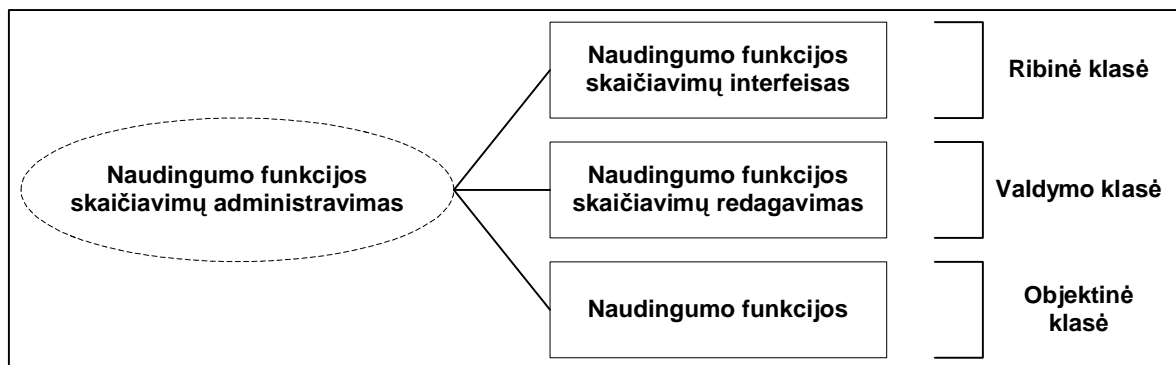 Naudingumo funkcijos
skaičiavimų interfeisas
Ribinė klasė
Naudingumo funkcijos
skaičiavimų administravimas
Naudingumo funkcijos
skaičiavimų redagavimas
Valdymo klasė
Naudingumo funkcijos
Objektinė
klasė